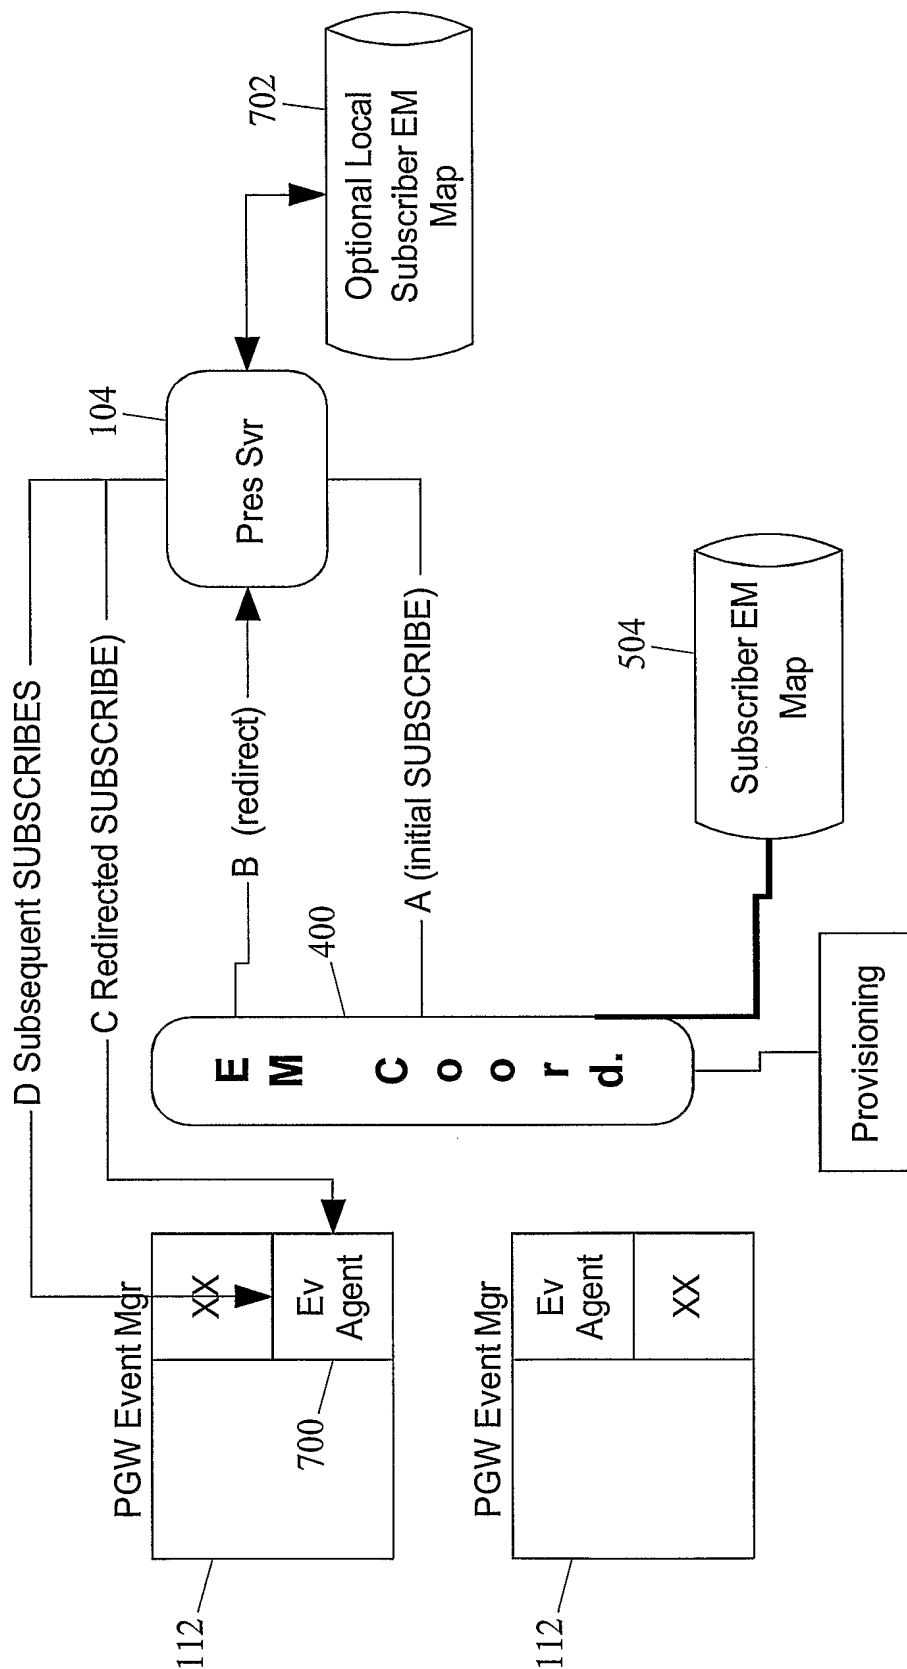 D Subsequent SUBSCRIBES
C Redirected SUBSCRIBE)
PGW Event Mgr
XX
Ev
Agent
700
112
B (redirect)
A (initial SUBSCRIBE)
EM Coord.
400
Pres Svr
104
Optional Local
Subscriber EM
Map
702
PGW Event Mgr
Ev
Agent
XX
112
Provisioning
Subscriber EM
Map
504